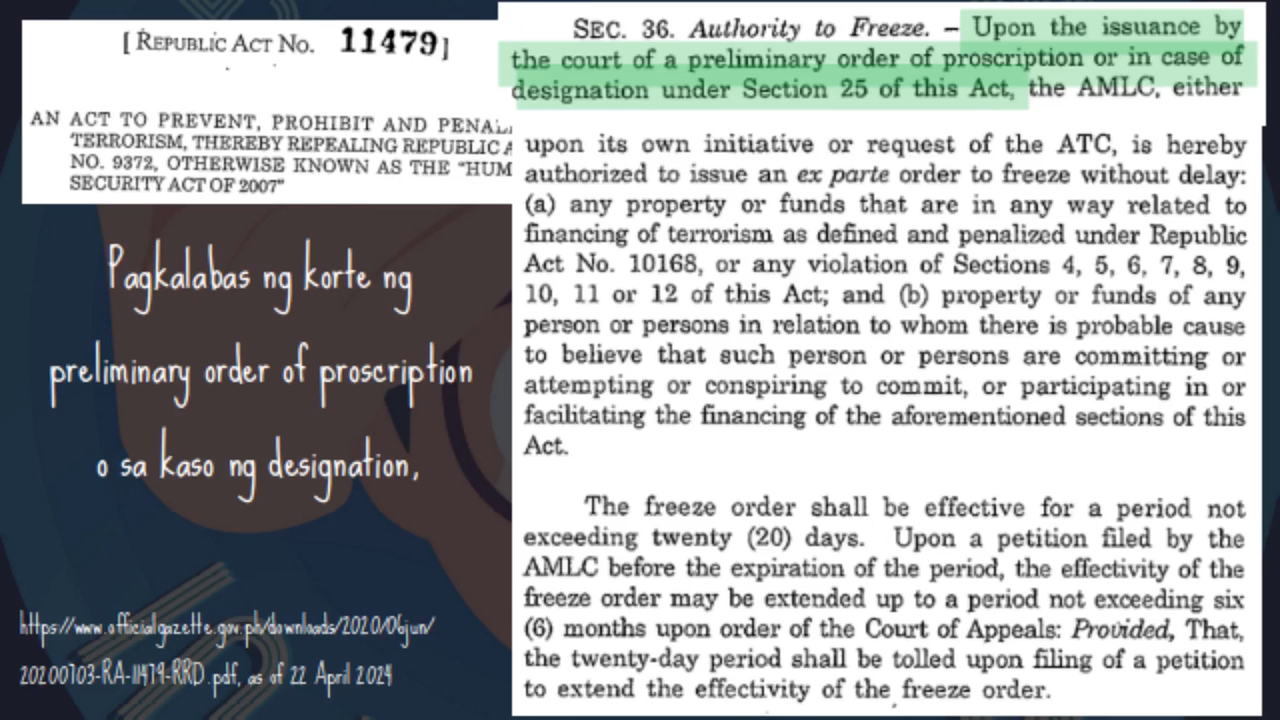 [ REPUBLIC ACT NO. 11479 ]
AN ACT TO PREVENT, PROHIBIT AND PENAL
TERRORISM, THEREBY REPEALING REPUBLIC A
NO. 9372, OTHERWISE KNOWN AS THE “HUM
SECURITY ACT OF 2007”
Pagkalabas ng korte ng
preliminary order of proscription
o sa kaso ng designation,
https://www.officialgazette.gov.ph/downloads/2020/06jun/
20200703-RA-11479-RRD.pdf, as of 22 April 2024
SEC. 36. Authority to Freeze. – Upon the issuance by
the court of a preliminary order of proscription or in case of
designation under Section 25 of this Act, the AMLC, either
upon its own initiative or request of the ATC, is hereby
authorized to issue an ex parte order to freeze without delay:
(a) any property or funds that are in any way related to
financing of terrorism as defined and penalized under Republic
Act No. 10168, or any violation of Sections 4, 5, 6, 7, 8, 9,
10, 11 or 12 of this Act; and (b) property or funds of any
person or persons in relation to whom there is probable cause
to believe that such person or persons are committing or
attempting or conspiring to commit, or participating in or
facilitating the financing of the aforementioned sections of this
Act.
The freeze order shall be effective for a period not
exceeding twenty (20) days. Upon a petition filed by the
AMLC before the expiration of the period, the effectivity of the
freeze order may be extended up to a period not exceeding six
(6) months upon order of the Court of Appeals: Provided, That,
the twenty-day period shall be tolled upon filing of a petition
to extend the effectivity of the freeze order.